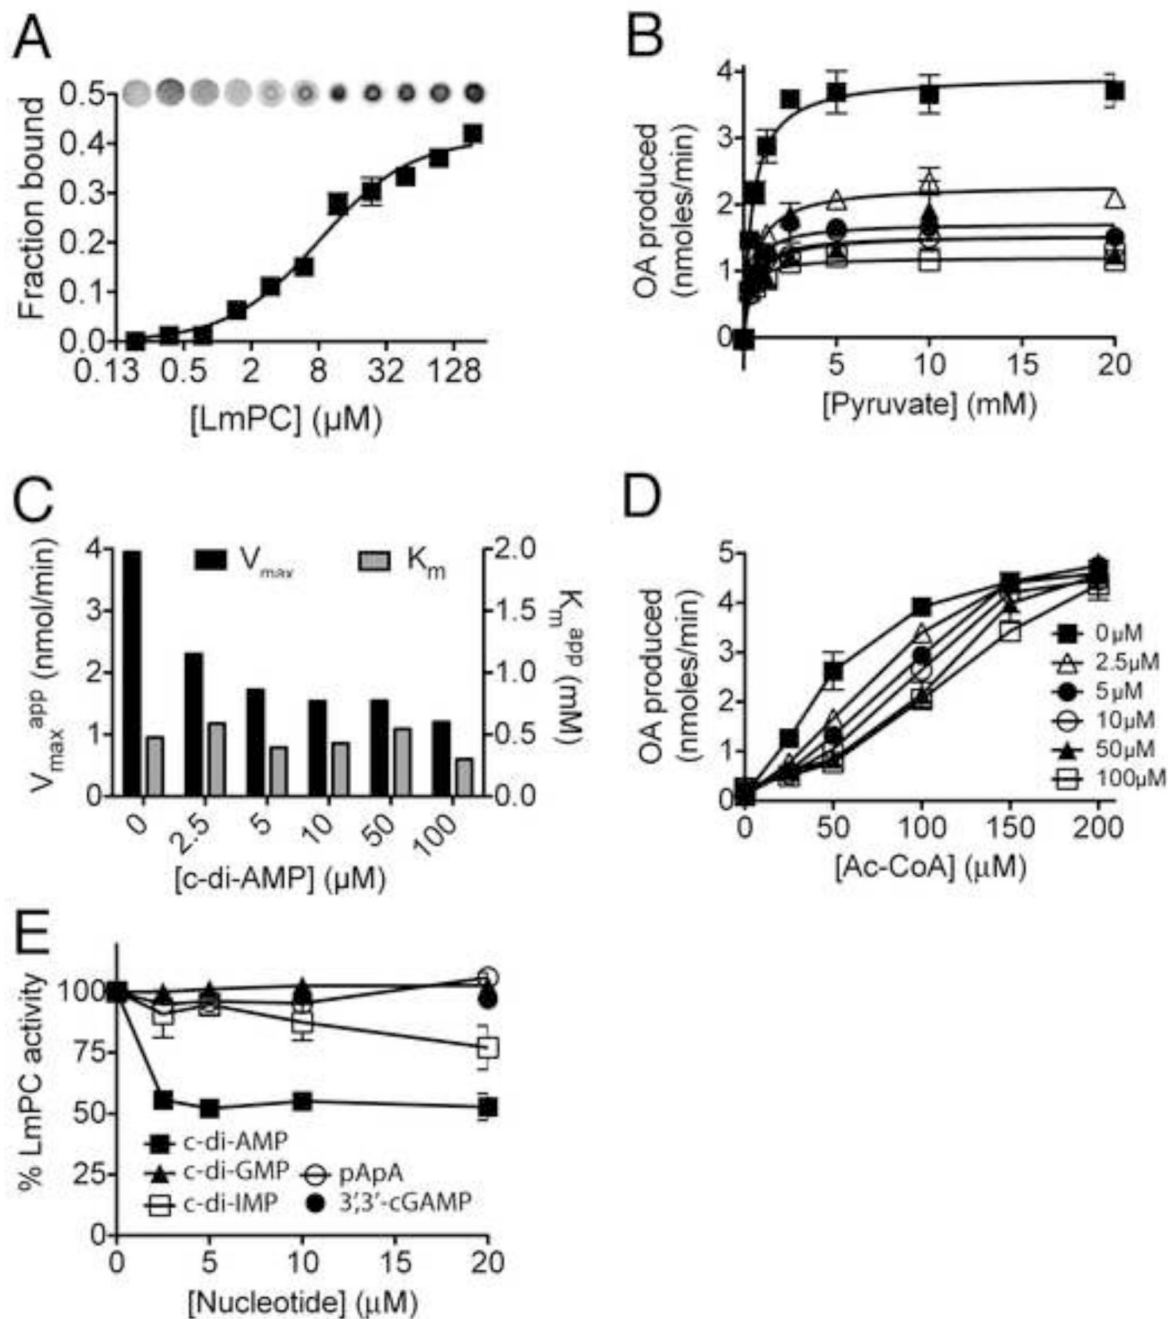 A
0.5
0.4
0.3
0.2
0.1
0.0
Fraction bound
0.13 0.5 2 8 32 128
[LmPC] (µM)
B
4
3
2
1
0
OA produced
(nmoles/min)
5 10 15 20
[Pyruvate] (mM)
C
Vmax app (nmol/min)
4
3
2
1
0
Vmax Km
2.0
1.5
1.0
0.5
0.0
Km app (mM)
0 2.5 5 10 50 100
[c-di-AMP] (µM)
D
5
4
3
2
1
0
OA produced
(nmoles/min)
0µM
2.5µM
5µM
10µM
50µM
100µM
0 50 100 150 200
[Ac-CoA] (µM)
E
100
75
50
25
0
% LmPC activity
c-di-AMP
c-di-GMP pApA
c-di-IMP 3',3'-cGAMP
0 5 10 15 20
[Nucleotide] (µM)